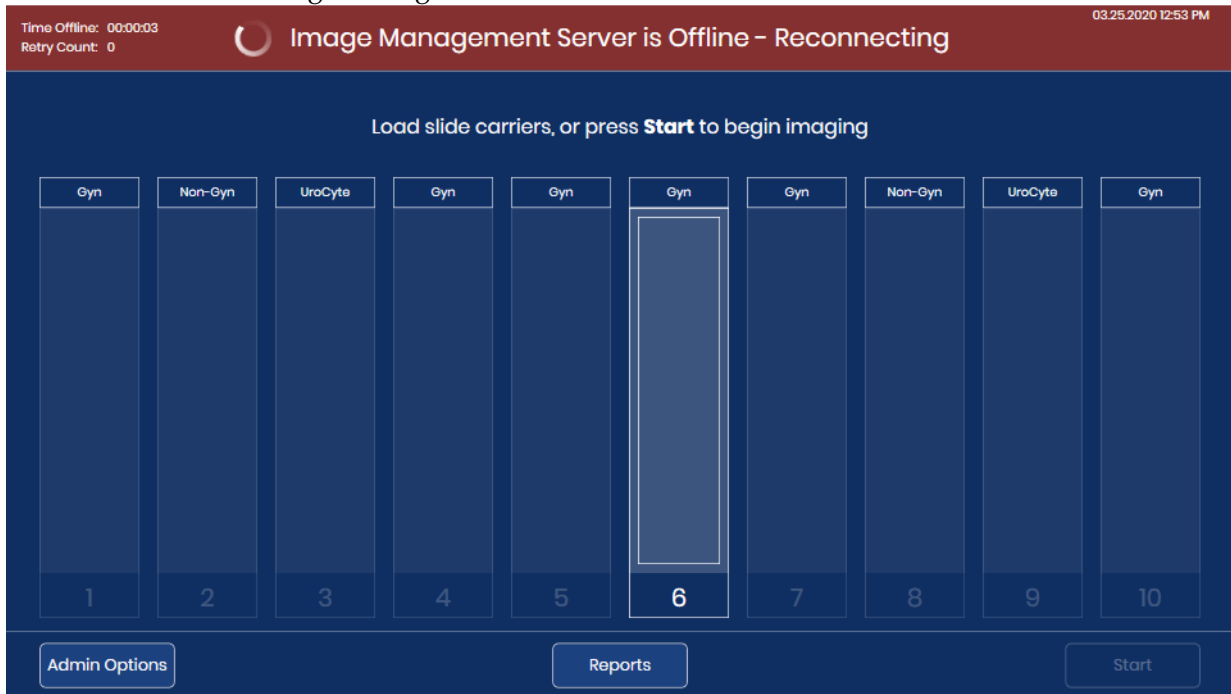 Time Offline: 00:00:03
Retry Count: 0
Image Management Server is Offline - Reconnecting
03.25.2020 12:53 PM
Load slide carriers, or press Start to begin imaging
Gyn Non-Gyn UroCyte Gyn Gyn Gyn Gyn Non-Gyn UroCyte Gyn
1 2 3 4 5 6 7 8 9 10
Admin Options Reports Start